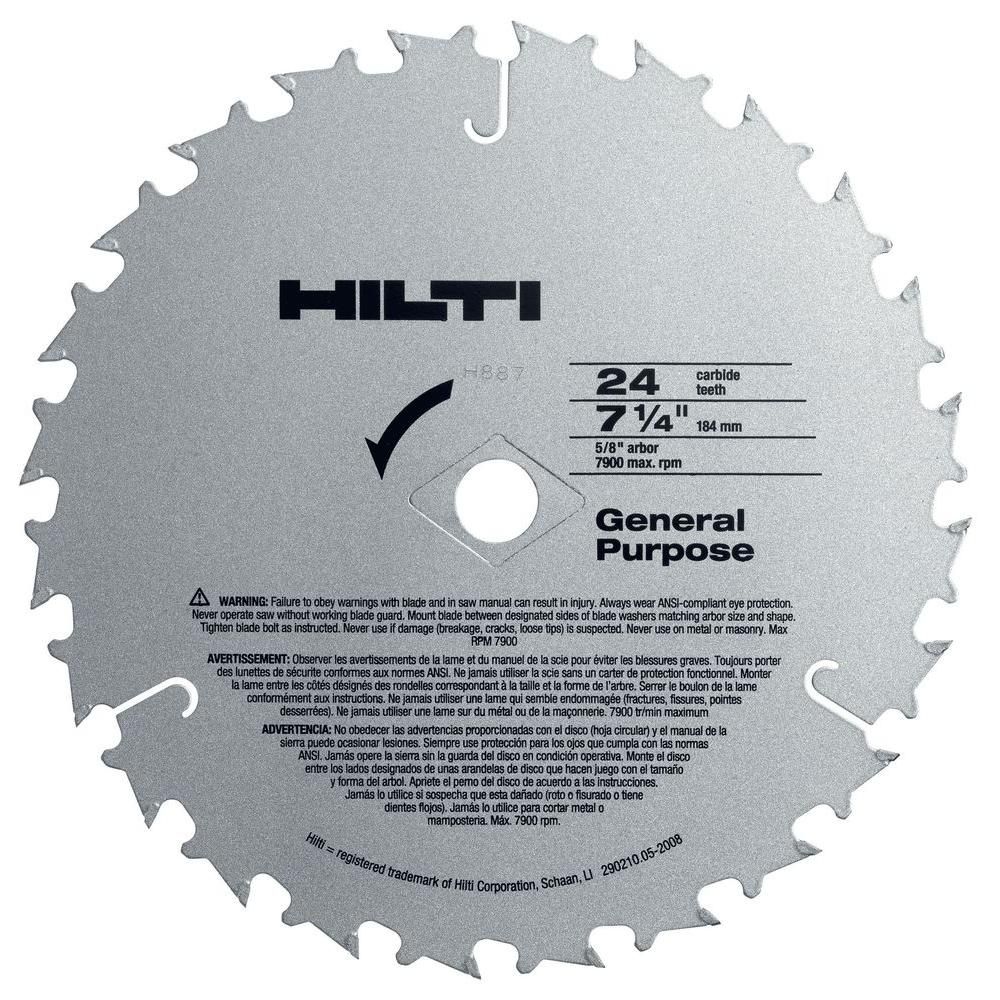 HILTI
H887
24 carbide
teeth
7 1/4" 184 mm
5/8" arbor
7900 max. rpm
General
Purpose
WARNING: Failure to obey warnings with blade and in saw manual can result in injury. Always wear ANSI-compliant eye protection.
Never operate saw without working blade guard. Mount blade between designated sides of blade washers matching arbor size and shape.
Tighten blade bolt as instructed. Never use if damage (breakage, cracks, loose tips) is suspected. Never use on metal or masonry. Max
RPM 7900
AVERTISSEMENT: Observer les avertissements de la lame et du manuel de la scie pour éviter les blessures graves. Toujours porter
des lunettes de sécurité conformes aux normes ANSI. Ne jamais utiliser la scie sans un carter de protection fonctionnel. Monter
la lame entre les côtés désignés des rondelles correspondant à la taille et la forme de l'arbre. Serrer le boulon de la lame
conformément aux instructions. Ne jamais utiliser une lame qui semble endommagée (fractures, fissures, pointes
desserrées). Ne jamais utiliser une lame sur du métal ou de la maçonnerie. 7900 tr/min maximum
ADVERTENCIA: No obedecer las advertencias proporcionadas con el disco (hoja circular) y el manual de la
sierra puede ocasionar lesiones. Siempre use protección para los ojos que cumpla con las normas
ANSI. Jamás opere la sierra sin la guarda del disco en condición operativa. Monte el disco
entre los lados designados de unas arandelas de disco que hacen juego con el tamaño
y forma del arbol. Apriete el perno del disco de acuerdo a las instrucciones.
Jamás lo utilice si sospecha que esta dañado (roto o fisurado o tiene
dientes flojos). Jamás lo utilice para cortar metal o
mamposteria. Máx. 7900 rpm.
Hilti = registered trademark of Hilti Corporation, Schaan, LI 290210.05-2008